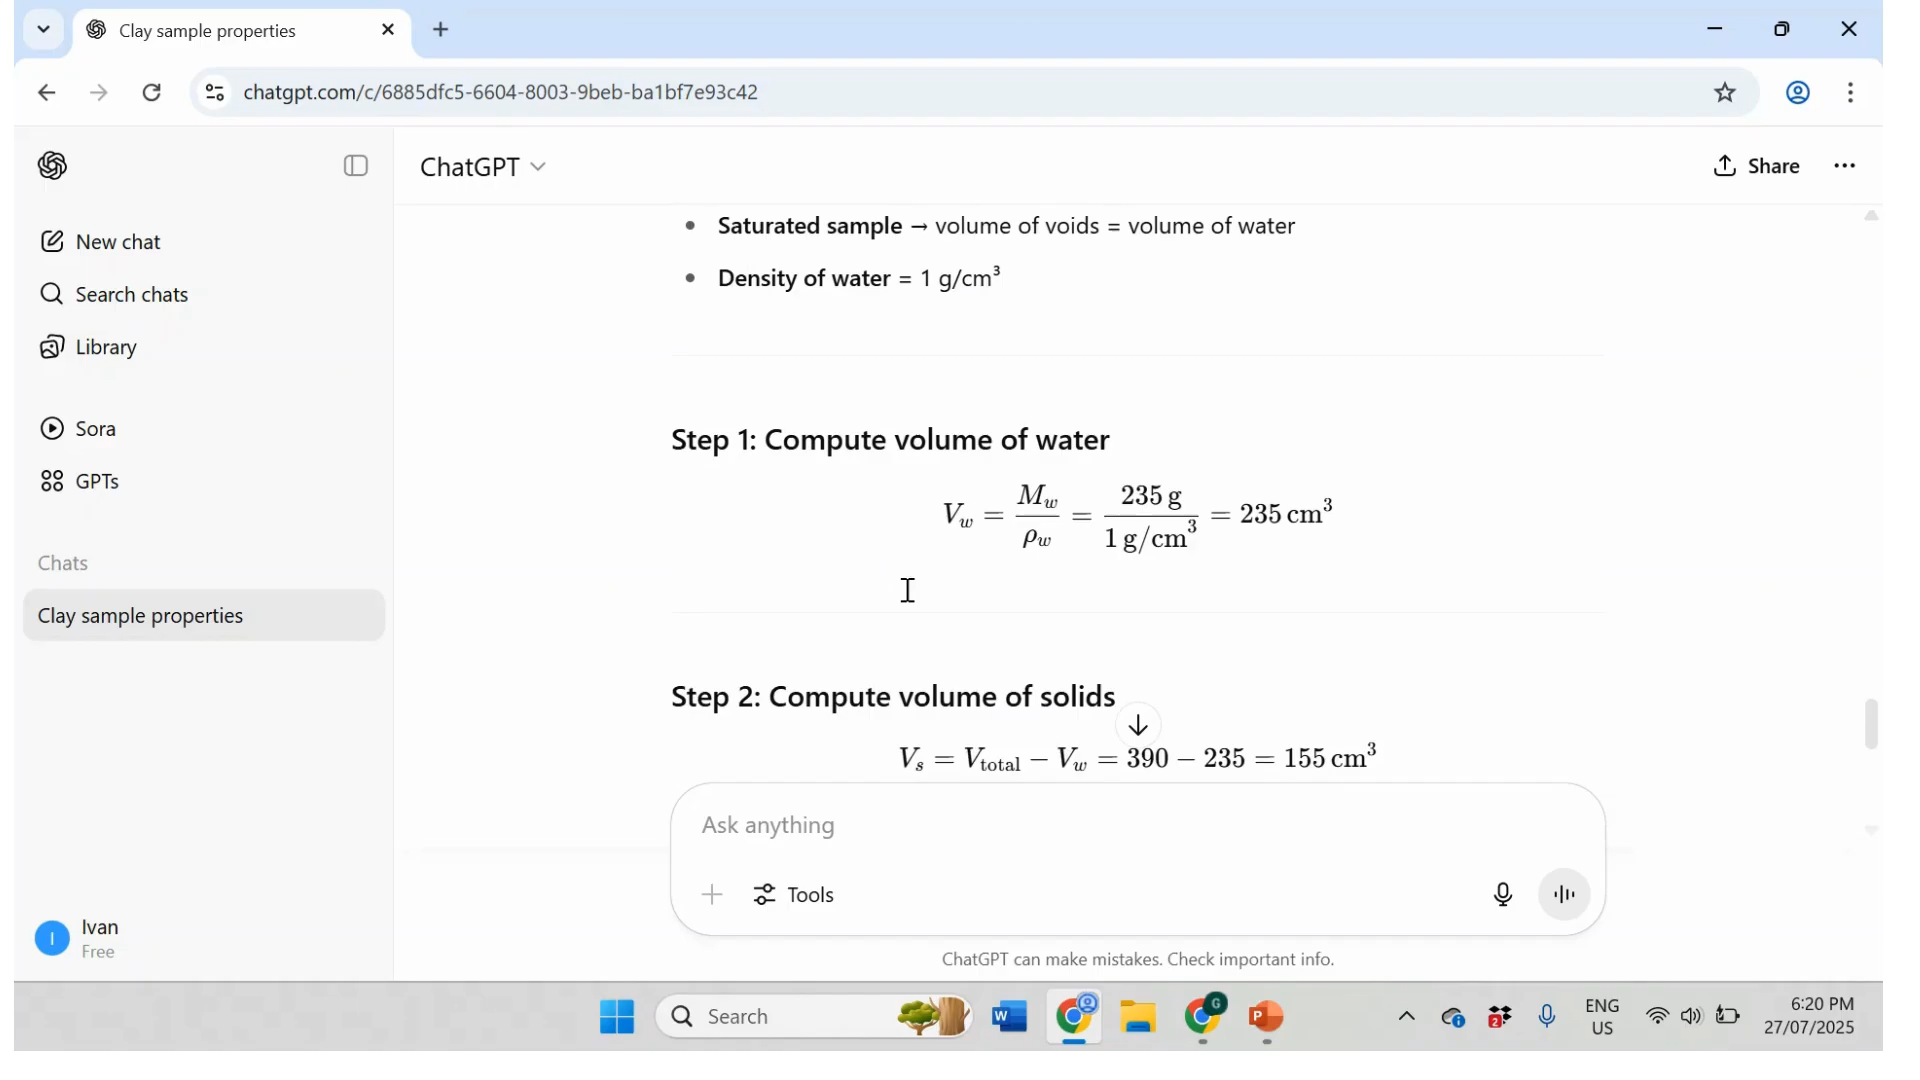 Clay sample properties
chatgpt.com/c/6885dfc5-6604-8003-9beb-ba1bf7e93c42
ChatGPT
Share
New chat
Search chats
Library
Sora
GPTs
Chats
Clay sample properties
Ivan
Free
I
Saturated sample → volume of voids = volume of water
Density of water = 1 g/cm³
Step 1: Compute volume of water
V_w = M_w / ρ_w = 235 g / 1 g/cm³ = 235 cm³
Step 2: Compute volume of solids
V_s = V_total − V_w = 390 − 235 = 155 cm³
Ask anything
Tools
ChatGPT can make mistakes. Check important info.
Search
W
G
P
2
ENG
US
6:20 PM
27/07/2025